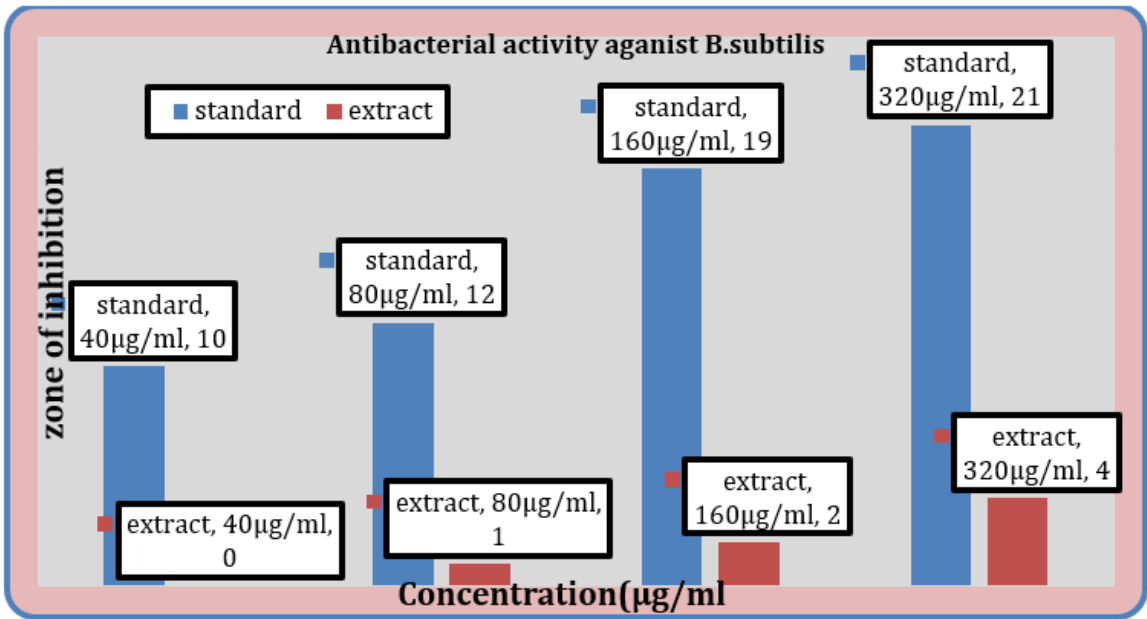 Antibacterial activity aganist B.subtilis
standard extract
zone of inhibition
standard,
40µg/ml, 10
standard,
80µg/ml, 12
standard,
160µg/ml, 19
standard,
320µg/ml, 21
extract, 40µg/ml,
0
extract, 80µg/ml,
1
extract,
160µg/ml, 2
extract,
320µg/ml, 4
Concentration(µg/ml